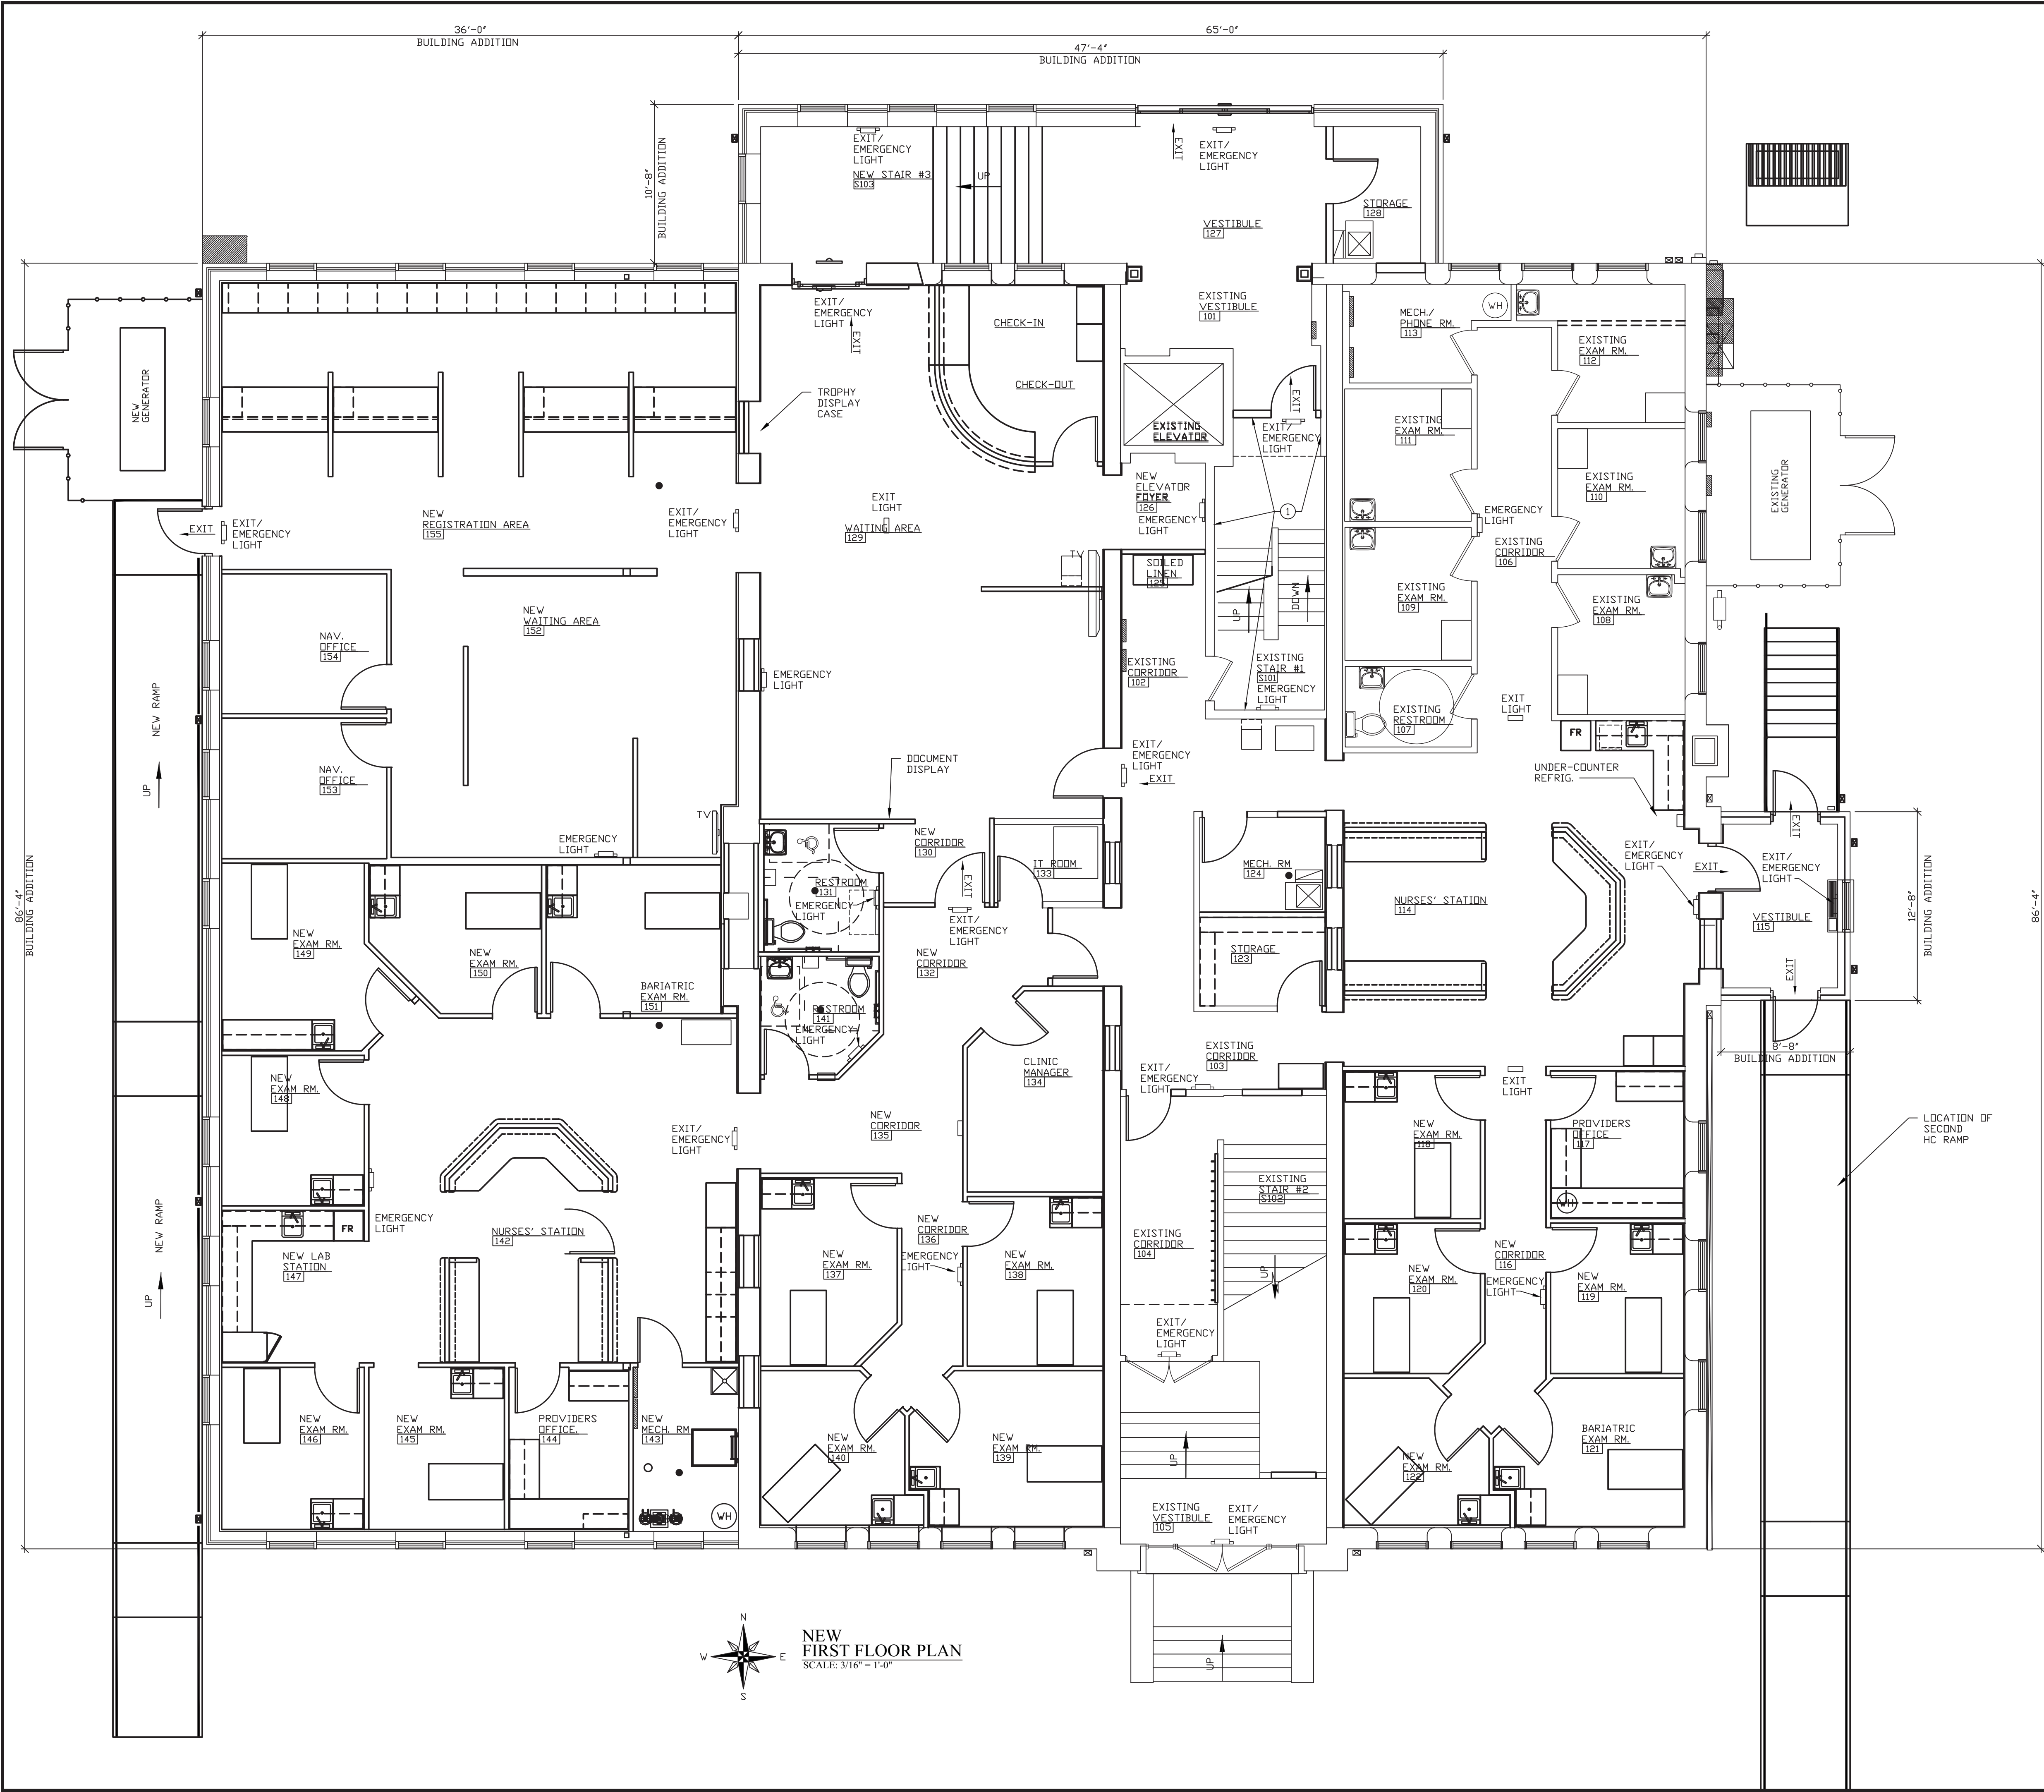 36'-0"
BUILDING ADDITION
65'-0"
47'-4"
BUILDING ADDITION
10'-8"
BUILDING ADDITION
EXIT/
EMERGENCY
LIGHT
NEW STAIR #3
S103
UP
EXIT
EXIT/
EMERGENCY
LIGHT
VESTIBULE
127
STORAGE
128
NEW
GENERATOR
EXIT/
EMERGENCY
LIGHT
EXIT
CHECK-IN
CHECK-OUT
TROPHY
DISPLAY
CASE
EXISTING
VESTIBULE
101
EXISTING
ELEVATOR
EXIT
EXIT/
EMERGENCY
LIGHT
MECH./
PHONE RM.
113
WH
EXISTING
EXAM RM.
112
EXISTING
EXAM RM.
111
EXISTING
EXAM RM.
110
EXISTING
GENERATOR
EXIT
EXIT/
EMERGENCY
LIGHT
NEW
REGISTRATION AREA
155
EXIT/
EMERGENCY
LIGHT
EXIT
LIGHT
WAITING AREA
129
NEW
ELEVATOR
FOYER
126
EMERGENCY
LIGHT
1
EMERGENCY
LIGHT
EXISTING
CORRIDOR
106
TV
SOILED
LINEN
125
UP
DOWN
EXISTING
EXAM RM.
109
EXISTING
EXAM RM.
108
NAV.
OFFICE
154
NEW
WAITING AREA
152
EMERGENCY
LIGHT
EXISTING
CORRIDOR
102
EXISTING
STAIR #1
S101
EMERGENCY
LIGHT
EXISTING
RESTROOM
107
EXIT
LIGHT
FR
NEW RAMP
UP
NAV.
OFFICE
153
DOCUMENT
DISPLAY
EXIT/
EMERGENCY
LIGHT
EXIT
UNDER-COUNTER
REFRIG.
TV
EMERGENCY
LIGHT
NEW
CORRIDOR
130
IT ROOM
133
MECH. RM
124
EXIT
EXIT/
EMERGENCY
LIGHT
EXIT
EXIT/
EMERGENCY
LIGHT
12'-8"
BUILDING ADDITION
86'-4"
BUILDING ADDITION
86'-4"
RESTROOM
131
EMERGENCY
LIGHT
EXIT
EXIT/
EMERGENCY
LIGHT
NURSES' STATION
114
VESTIBULE
115
EXIT
NEW
EXAM RM.
149
NEW
EXAM RM.
150
BARIATRIC
EXAM RM.
151
NEW
CORRIDOR
132
STORAGE
123
RESTROOM
141
EMERGENCY
LIGHT
CLINIC
MANAGER
134
EXISTING
CORRIDOR
103
8'-8"
BUILDING ADDITION
NEW
EXAM RM.
148
EXIT/
EMERGENCY
LIGHT
EXIT
LIGHT
EXIT/
EMERGENCY
LIGHT
NEW
CORRIDOR
135
NEW
EXAM RM.
118
PROVIDERS
OFFICE
117
WH
LOCATION OF
SECOND
HC RAMP
NEW RAMP
UP
FR
EMERGENCY
LIGHT
NURSES' STATION
142
NEW LAB
STATION
147
NEW
CORRIDOR
136
EMERGENCY
LIGHT
NEW
EXAM RM.
137
NEW
EXAM RM.
138
EXISTING
STAIR #2
S102
UP
EXISTING
CORRIDOR
104
NEW
CORRIDOR
116
EMERGENCY
LIGHT
NEW
EXAM RM.
120
NEW
EXAM RM.
119
EXIT/
EMERGENCY
LIGHT
NEW
EXAM RM.
146
NEW
EXAM RM.
145
PROVIDERS
OFFICE.
144
NEW
MECH. RM
143
WH
NEW
EXAM RM.
140
NEW
EXAM RM.
139
UP
NEW
EXAM RM.
122
BARIATRIC
EXAM RM.
121
EXISTING
VESTIBULE
105
EXIT/
EMERGENCY
LIGHT
UP
N
W
E
S
NEW
FIRST FLOOR PLAN
SCALE: 3/16" = 1'-0"